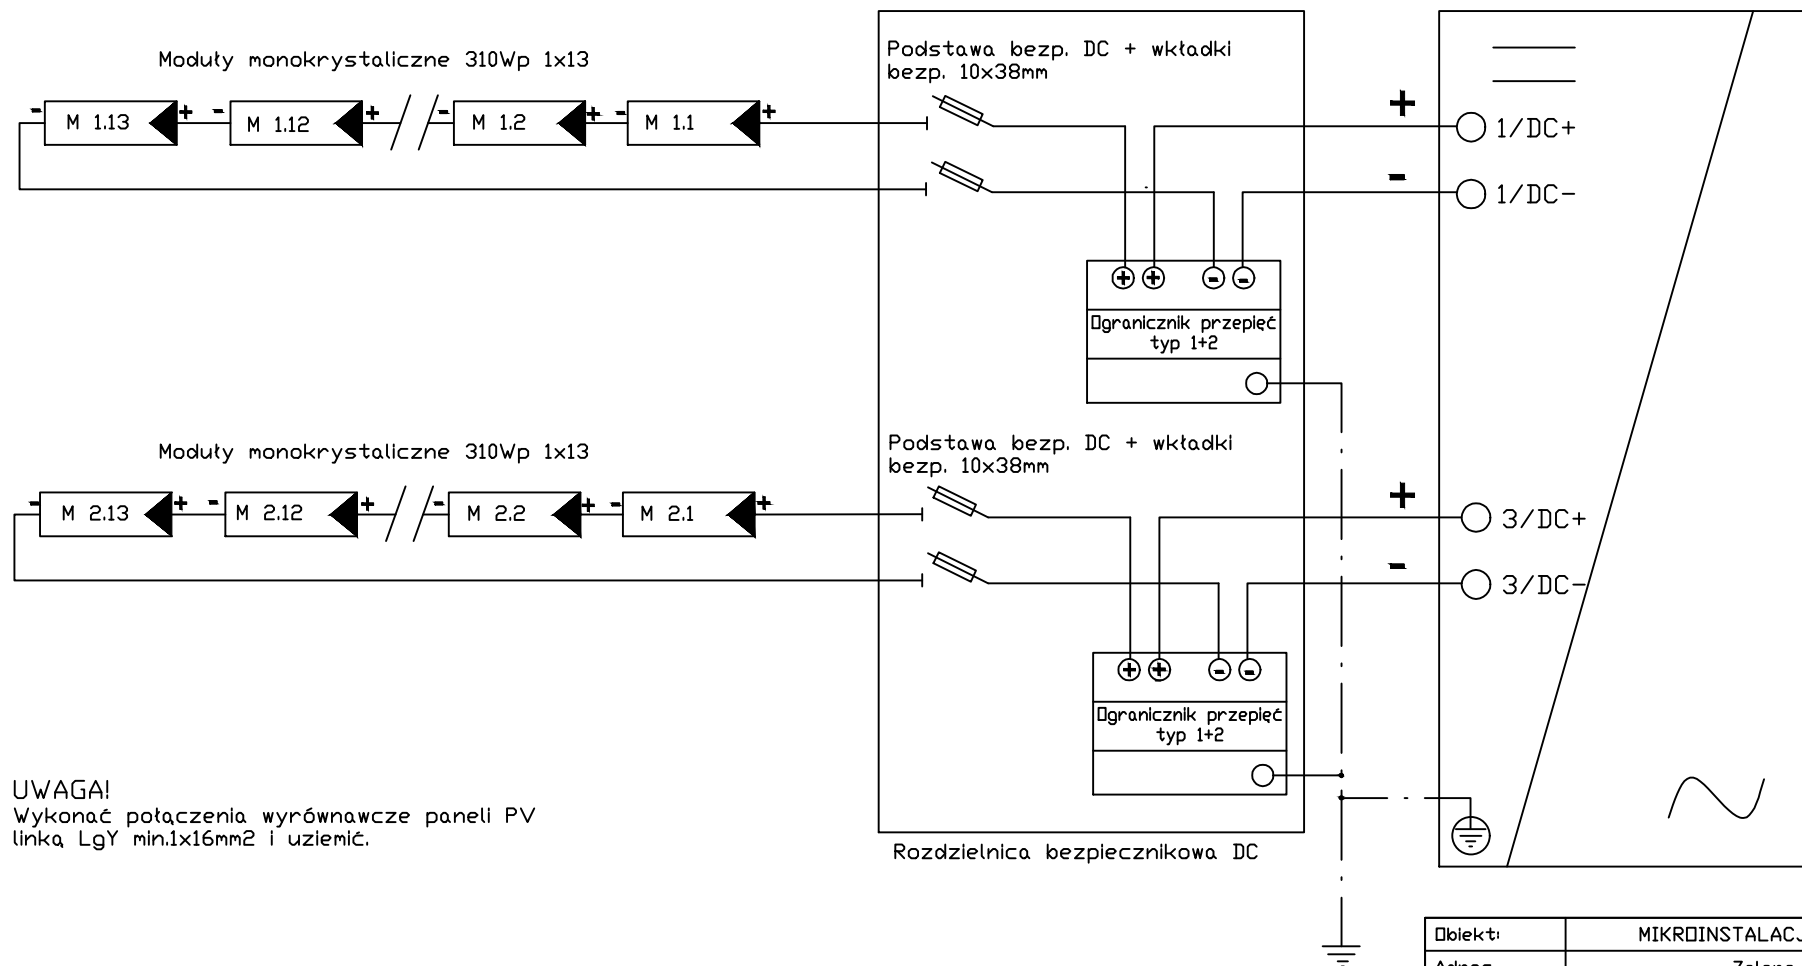 Moduły monokrystaliczne 310Wp 1x13
- M 1.13 + - M 1.12 + - M 1.2 + - M 1.1 +
Podstawa bezp. DC + wkładki
bezp. 10x38mm
+ 1/DC+
- 1/DC-
+ + - -
Ogranicznik przepięć
typ 1+2
Moduły monokrystaliczne 310Wp 1x13
- M 2.13 + - M 2.12 + - M 2.2 + - M 2.1 +
Podstawa bezp. DC + wkładki
bezp. 10x38mm
+ 3/DC+
- 3/DC-
+ + - -
Ogranicznik przepięć
typ 1+2
UWAGA!
Wykonać połączenia wyrównawcze paneli PV
linką LgY min.1x16mm2 i uziemić.
Rozdzielnica bezpiecznikowa DC
Obiekt: